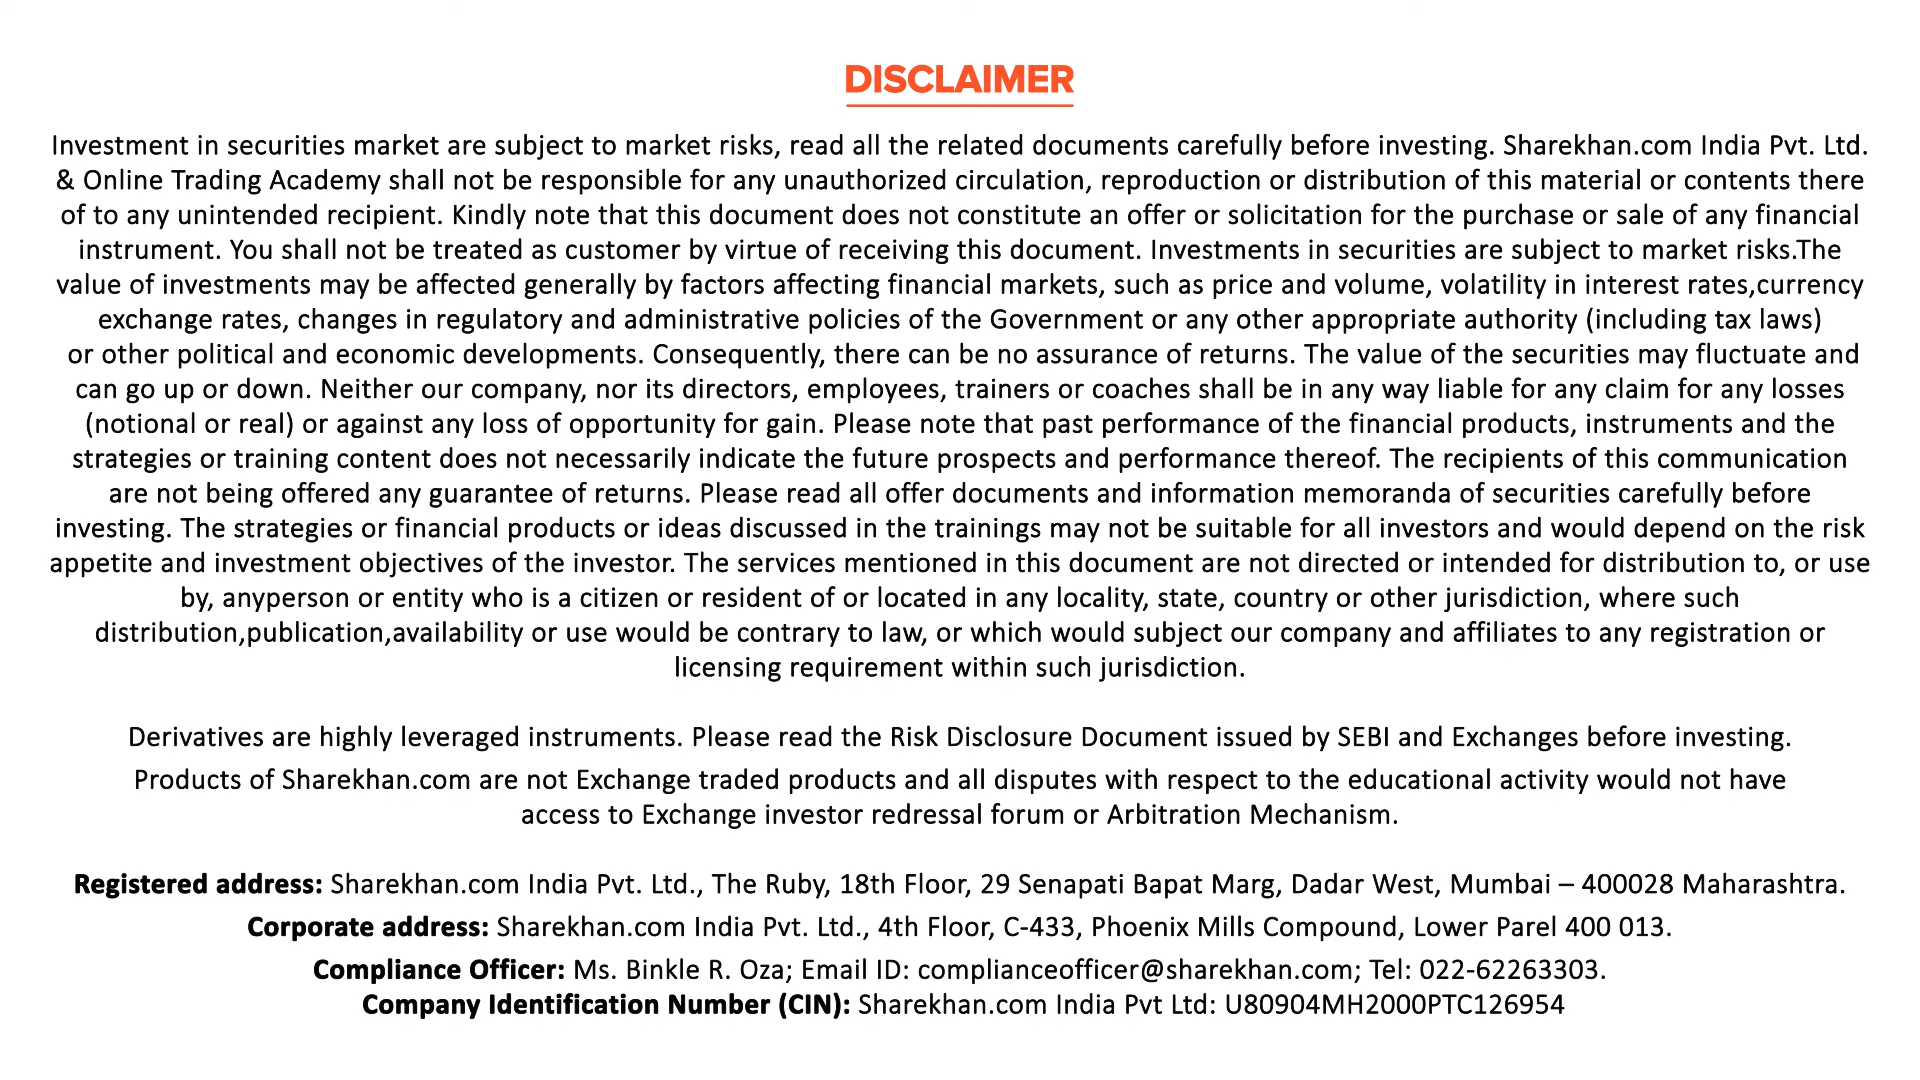 DISCLAIMER
Investment in securities market are subject to market risks, read all the related documents carefully before investing. Sharekhan.com India Pvt. Ltd.
& Online Trading Academy shall not be responsible for any unauthorized circulation, reproduction or distribution of this material or contents there
of to any unintended recipient. Kindly note that this document does not constitute an offer or solicitation for the purchase or sale of any financial
instrument. You shall not be treated as customer by virtue of receiving this document. Investments in securities are subject to market risks.The
value of investments may be affected generally by factors affecting financial markets, such as price and volume, volatility in interest rates,currency
exchange rates, changes in regulatory and administrative policies of the Government or any other appropriate authority (including tax laws)
or other political and economic developments. Consequently, there can be no assurance of returns. The value of the securities may fluctuate and
can go up or down. Neither our company, nor its directors, employees, trainers or coaches shall be in any way liable for any claim for any losses
(notional or real) or against any loss of opportunity for gain. Please note that past performance of the financial products, instruments and the
strategies or training content does not necessarily indicate the future prospects and performance thereof. The recipients of this communication
are not being offered any guarantee of returns. Please read all offer documents and information memoranda of securities carefully before
investing. The strategies or financial products or ideas discussed in the trainings may not be suitable for all investors and would depend on the risk
appetite and investment objectives of the investor. The services mentioned in this document are not directed or intended for distribution to, or use
by, anyperson or entity who is a citizen or resident of or located in any locality, state, country or other jurisdiction, where such
distribution,publication,availability or use would be contrary to law, or which would subject our company and affiliates to any registration or
licensing requirement within such jurisdiction.
Derivatives are highly leveraged instruments. Please read the Risk Disclosure Document issued by SEBI and Exchanges before investing.
Products of Sharekhan.com are not Exchange traded products and all disputes with respect to the educational activity would not have
access to Exchange investor redressal forum or Arbitration Mechanism.
Registered address: Sharekhan.com India Pvt. Ltd., The Ruby, 18th Floor, 29 Senapati Bapat Marg, Dadar West, Mumbai – 400028 Maharashtra.
Corporate address: Sharekhan.com India Pvt. Ltd., 4th Floor, C-433, Phoenix Mills Compound, Lower Parel 400 013.
Compliance Officer: Ms. Binkle R. Oza; Email ID: complianceofficer@sharekhan.com; Tel: 022-62263303.
Company Identification Number (CIN): Sharekhan.com India Pvt Ltd: U80904MH2000PTC126954